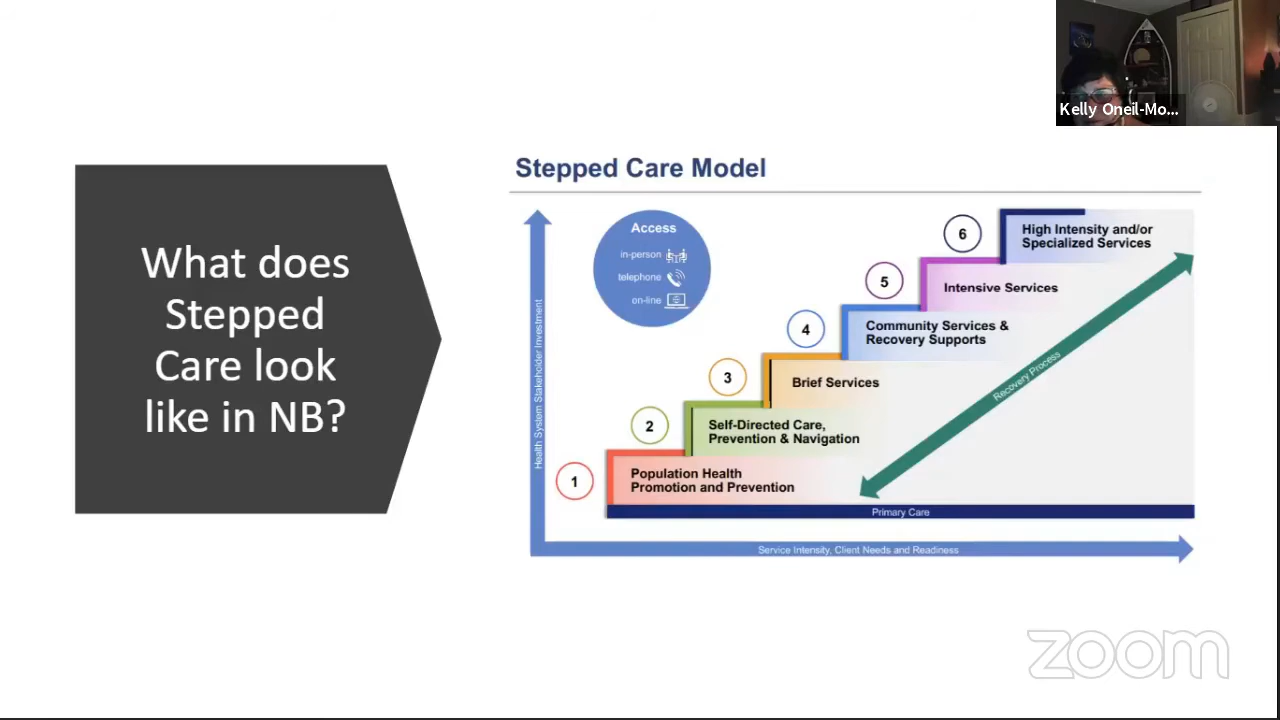 Kelly Oneil-Mo...
What does
Stepped
Care look
like in NB?
Stepped Care Model
Health System Stakeholder Investment
Access
in-person
telephone
on-line
6
High Intensity and/or
Specialized Services
5
Intensive Services
4
Community Services &
Recovery Supports
3
Brief Services
2
Self-Directed Care,
Prevention & Navigation
1
Population Health
Promotion and Prevention
Recovery Process
Primary Care
Service Intensity, Client Needs and Readiness
zoom